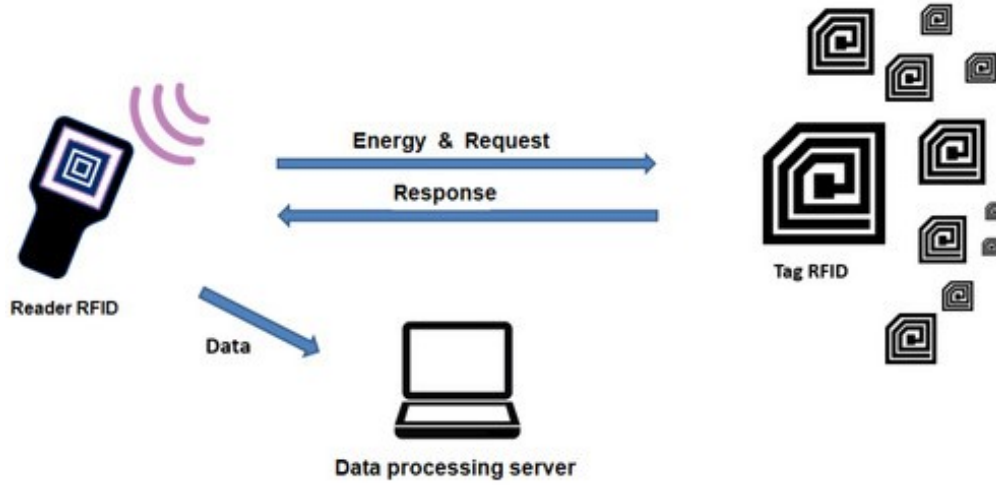 Energy & Request
Response
Tag RFID
Reader RFID
Data
Data processing server